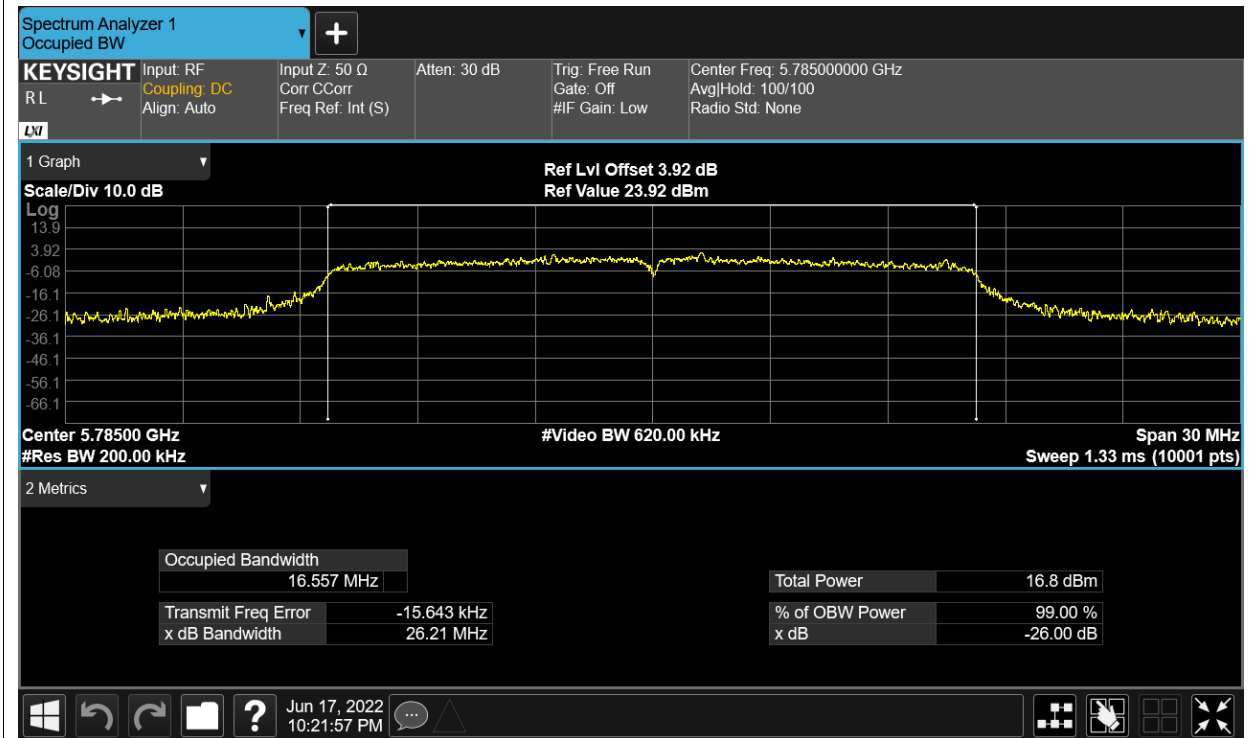 Spectrum Analyzer 1
Occupied BW
KEYSIGHT
R L
LXI
Input: RF
Coupling: DC
Align: Auto
Input Z: 50 Ω
Corr CCorr
Freq Ref: Int (S)
Atten: 30 dB
Trig: Free Run
Gate: Off
#IF Gain: Low
Center Freq: 5.785000000 GHz
Avg|Hold: 100/100
Radio Std: None
1 Graph
Scale/Div 10.0 dB
Ref Lvl Offset 3.92 dB
Ref Value 23.92 dBm
Log
13.9
3.92
-6.08
-16.1
-26.1
-36.1
-46.1
-56.1
-66.1
Center 5.78500 GHz
#Res BW 200.00 kHz
#Video BW 620.00 kHz
Span 30 MHz
Sweep 1.33 ms (10001 pts)
2 Metrics
Occupied Bandwidth
16.557 MHz
Transmit Freq Error -15.643 kHz
x dB Bandwidth 26.21 MHz
Total Power 16.8 dBm
% of OBW Power 99.00 %
x dB -26.00 dB
?
Jun 17, 2022
10:21:57 PM